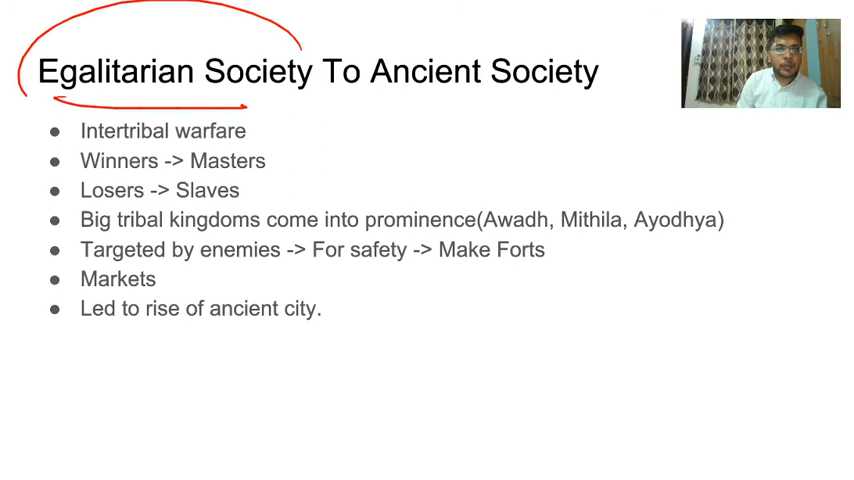 Egalitarian Society To Ancient Society
● Intertribal warfare
● Winners -> Masters
● Losers -> Slaves
● Big tribal kingdoms come into prominence(Awadh, Mithila, Ayodhya)
● Targeted by enemies -> For safety -> Make Forts
● Markets
● Led to rise of ancient city.